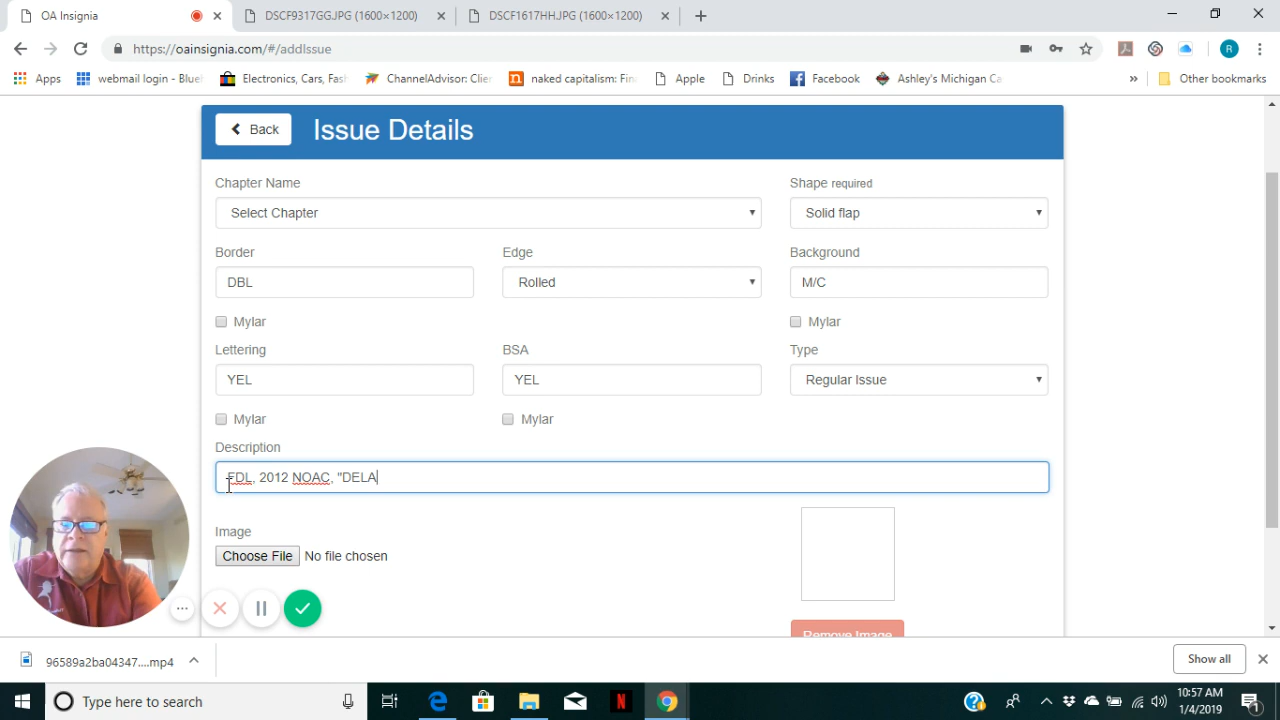 OA Insignia
DSCF9317GG.JPG (1600×1200)
DSCF1617HH.JPG (1600×1200)
https://oainsignia.com/#/addIssue
R
Apps
webmail login - Blue
Electronics, Cars, Fas
ChannelAdvisor: Clier
naked capitalism: Fin
Apple
Drinks
Facebook
Ashley's Michigan Ca
»
Other bookmarks
Back
Issue Details
Chapter Name
Shape required
Select Chapter
Solid flap
Border
Edge
Background
DBL
Rolled
M/C
Mylar
Mylar
Lettering
BSA
Type
YEL
YEL
Regular Issue
Mylar
Mylar
Description
FDL, 2012 NOAC, "DELA
Image
Choose File No file chosen
Remove Image
96589a2ba04347....mp4
Show all
Type here to search
10:57 AM
1/4/2019
1